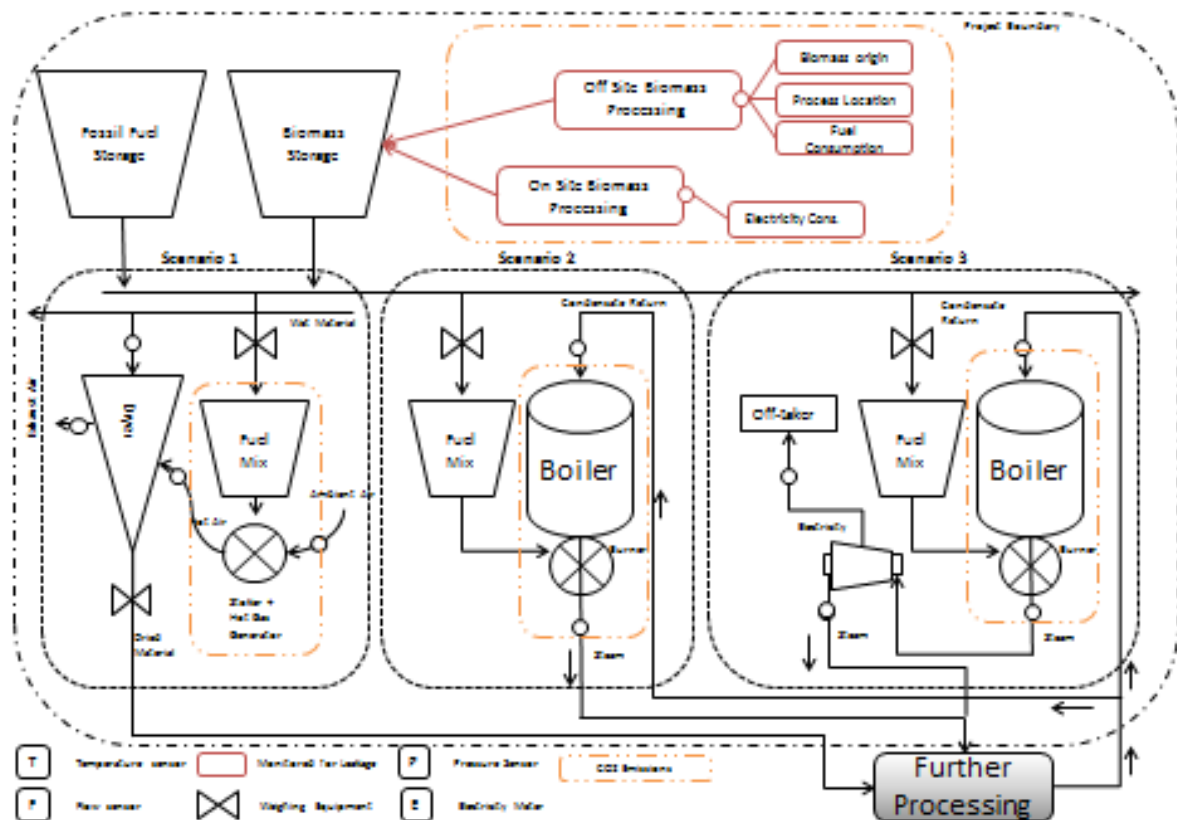 Project Boundary
Fossil Fuel
Storage
Biomass
Storage
Off Site Biomass
Processing
Biomass origin
Process Location
Fuel
Consumption
On Site Biomass
Processing
Electricity Cons.
Scenario 1
Scenario 2
Scenario 3
Wet Material
Condensate Return
Condensate
Return
Exhaust Air
Dryer
Fuel
Mix
Hot Air
Ambient Air
Hot Gas
Generator
Dried
Material
Fuel
Mix
Boiler
Burner
Steam
Off-taker
Electricity
Fuel
Mix
Boiler
Burner
Steam
Steam
T
Temperature sensor
Monitored For Leakage
P
Pressure Sensor
CO2 Emissions
F
Flow sensor
Weighing Equipment
E
Electricity Meter
Further
Processing